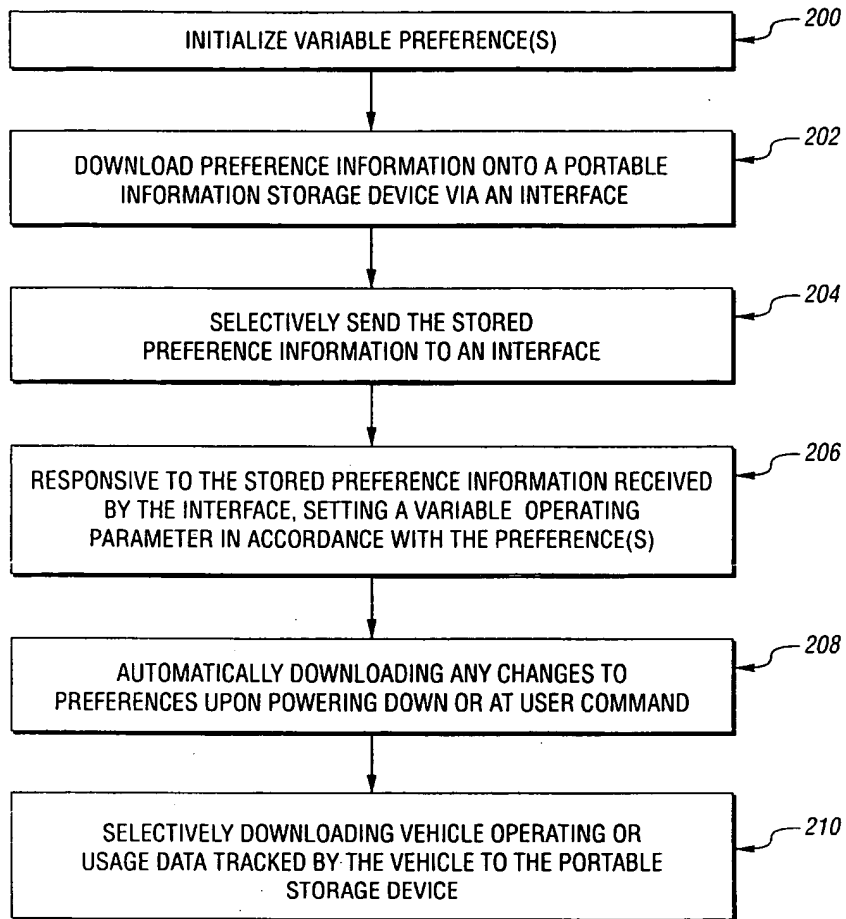 INITIALIZE VARIABLE PREFERENCE(S)
200
DOWNLOAD PREFERENCE INFORMATION ONTO A PORTABLE
INFORMATION STORAGE DEVICE VIA AN INTERFACE
202
SELECTIVELY SEND THE STORED
PREFERENCE INFORMATION TO AN INTERFACE
204
RESPONSIVE TO THE STORED PREFERENCE INFORMATION RECEIVED
BY THE INTERFACE, SETTING A VARIABLE OPERATING
PARAMETER IN ACCORDANCE WITH THE PREFERENCE(S)
206
AUTOMATICALLY DOWNLOADING ANY CHANGES TO
PREFERENCES UPON POWERING DOWN OR AT USER COMMAND
208
SELECTIVELY DOWNLOADING VEHICLE OPERATING OR
USAGE DATA TRACKED BY THE VEHICLE TO THE PORTABLE
STORAGE DEVICE
210